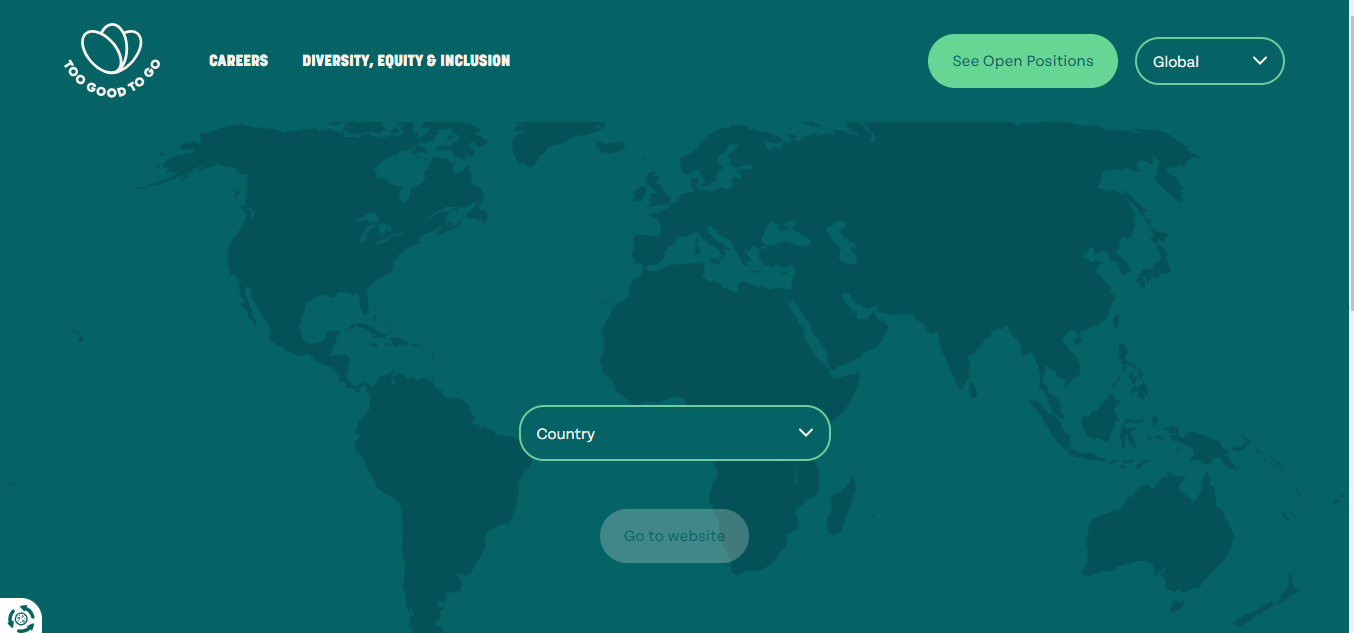 TOO GOOD TO GO
CAREERS
DIVERSITY, EQUITY & INCLUSION
See Open Positions
Global
Country
Go to website